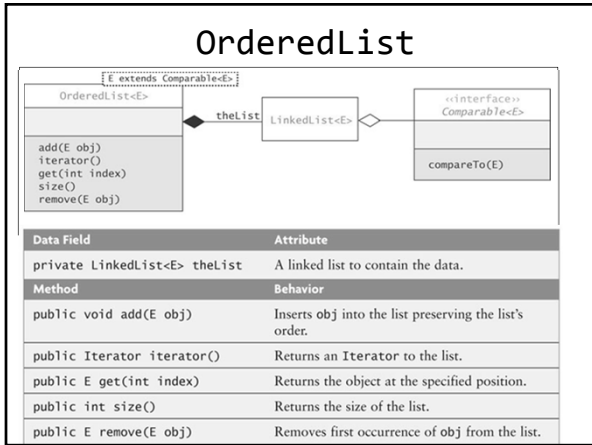 OrderedList
E extends Comparable<E>
OrderedList<E>
add(E obj)
iterator()
get(int index)
size()
remove(E obj)
theList
LinkedList<E>
«interface»
Comparable<E>
compareTo(E)
Data Field Attribute
private LinkedList<E> theList A linked list to contain the data.
Method Behavior
public void add(E obj) Inserts obj into the list preserving the list's
order.
public Iterator iterator() Returns an Iterator to the list.
public E get(int index) Returns the object at the specified position.
public int size() Returns the size of the list.
public E remove(E obj) Removes first occurrence of obj from the list.